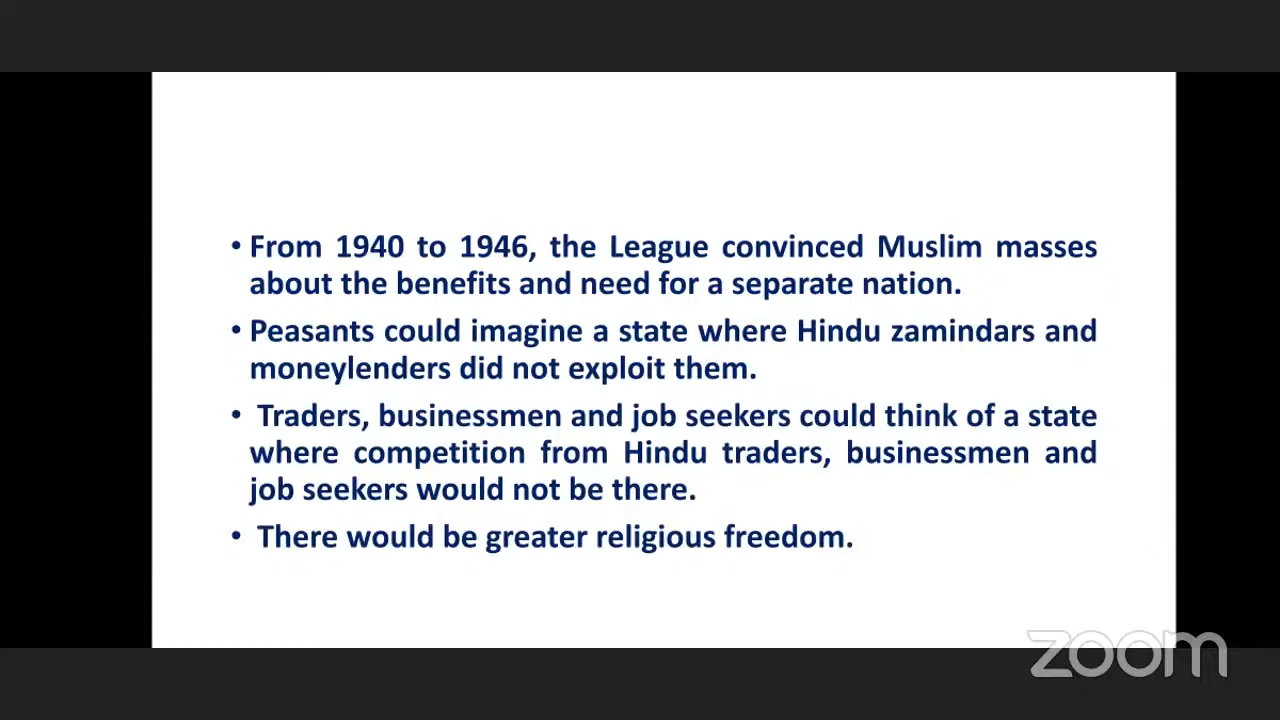 • From 1940 to 1946, the League convinced Muslim masses
about the benefits and need for a separate nation.
• Peasants could imagine a state where Hindu zamindars and
moneylenders did not exploit them.
• Traders, businessmen and job seekers could think of a state
where competition from Hindu traders, businessmen and
job seekers would not be there.
• There would be greater religious freedom.
zoom